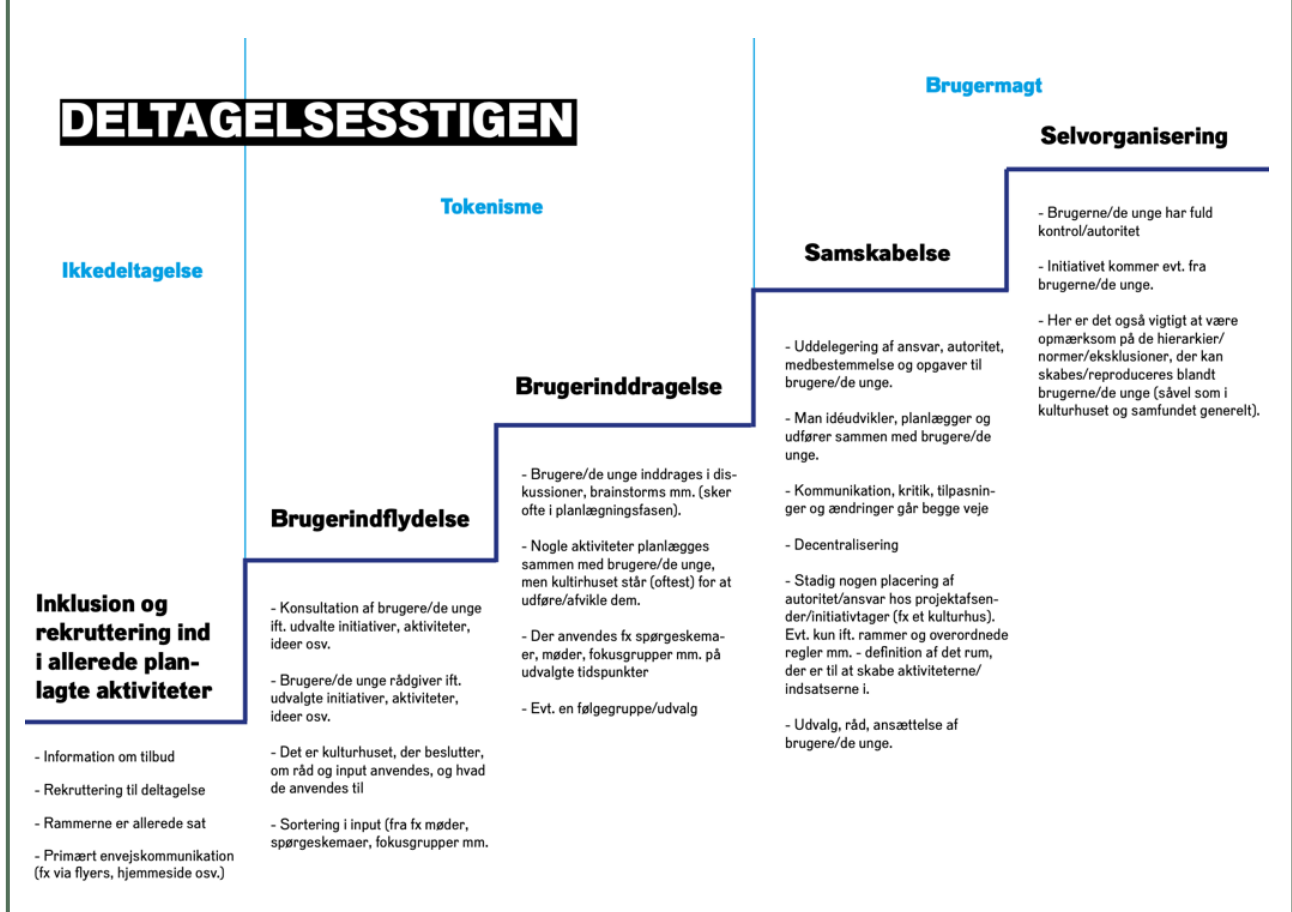 DELTAGELSESSTIGEN
Ikkedeltagelse
Tokenisme
Brugermagt
Inklusion og
rekruttering ind
i allerede plan-
lagte aktiviteter
- Information om tilbud
- Rekruttering til deltagelse
- Rammerne er allerede sat
- Primært envejskommunikation
(fx via flyers, hjemmeside osv.)
Brugerindflydelse
- Konsultation af brugere/de unge
ift. udvalte initiativer, aktiviteter,
ideer osv.
- Brugere/de unge rådgiver ift.
udvalgte initiativer, aktiviteter,
ideer osv.
- Det er kulturhuset, der beslutter,
om råd og input anvendes, og hvad
de anvendes til
- Sortering i input (fra fx møder,
spørgeskemaer, fokusgrupper mm.
Brugerinddragelse
- Brugere/de unge inddrages i dis-
kussioner, brainstorms mm. (sker
ofte i planlægningsfasen).
- Nogle aktiviteter planlægges
sammen med brugere/de unge,
men kultirhuset står (oftest) for at
udføre/afvikle dem.
- Der anvendes fx spørgeskema-
er, møder, fokusgrupper mm. på
udvalgte tidspunkter
- Evt. en følgegruppe/udvalg
Samskabelse
- Uddelegering af ansvar, autoritet,
medbestemmelse og opgaver til
brugere/de unge.
- Man idéudvikler, planlægger og
udfører sammen med brugere/de
unge.
- Kommunikation, kritik, tilpasnin-
ger og ændringer går begge veje
- Decentralisering
- Stadig nogen placering af
autoritet/ansvar hos projektafsen-
der/initiativtager (fx et kulturhus).
Evt. kun ift. rammer og overordnede
regler mm. - definition af det rum,
der er til at skabe aktiviteterne/
indsatserne i.
- Udvalg, råd, ansættelse af
brugere/de unge.
Selvorganisering
- Brugerne/de unge har fuld
kontrol/autoritet
- Initiativet kommer evt. fra
brugerne/de unge.
- Her er det også vigtigt at være
opmærksom på de hierarkier/
normer/eksklusioner, der kan
skabes/reproduceres blandt
brugerne/de unge (såvel som i
kulturhuset og samfundet generelt).